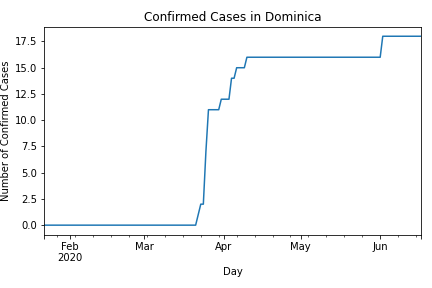 Confirmed Cases in Dominica
Number of Confirmed Cases
17.5
15.0
12.5
10.0
7.5
5.0
2.5
0.0
Feb Mar Apr May Jun
2020
Day